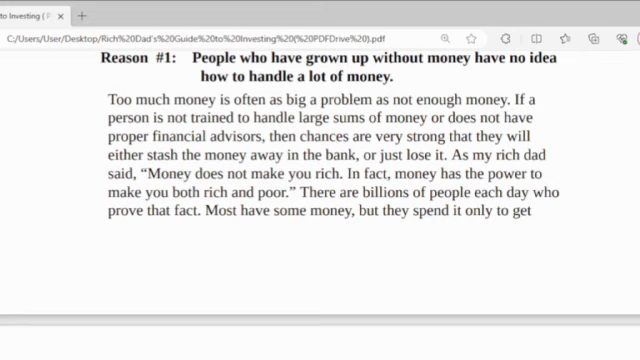 to Investing ( P
C:/Users/User/Desktop/Rich%20Dad's%20Guide%20to%20Investing%20(%20PDFDrive%20).pdf
Reason #1: People who have grown up without money have no idea
how to handle a lot of money.
Too much money is often as big a problem as not enough money. If a
person is not trained to handle large sums of money or does not have
proper financial advisors, then chances are very strong that they will
either stash the money away in the bank, or just lose it. As my rich dad
said, “Money does not make you rich. In fact, money has the power to
make you both rich and poor.” There are billions of people each day who
prove that fact. Most have some money, but they spend it only to get